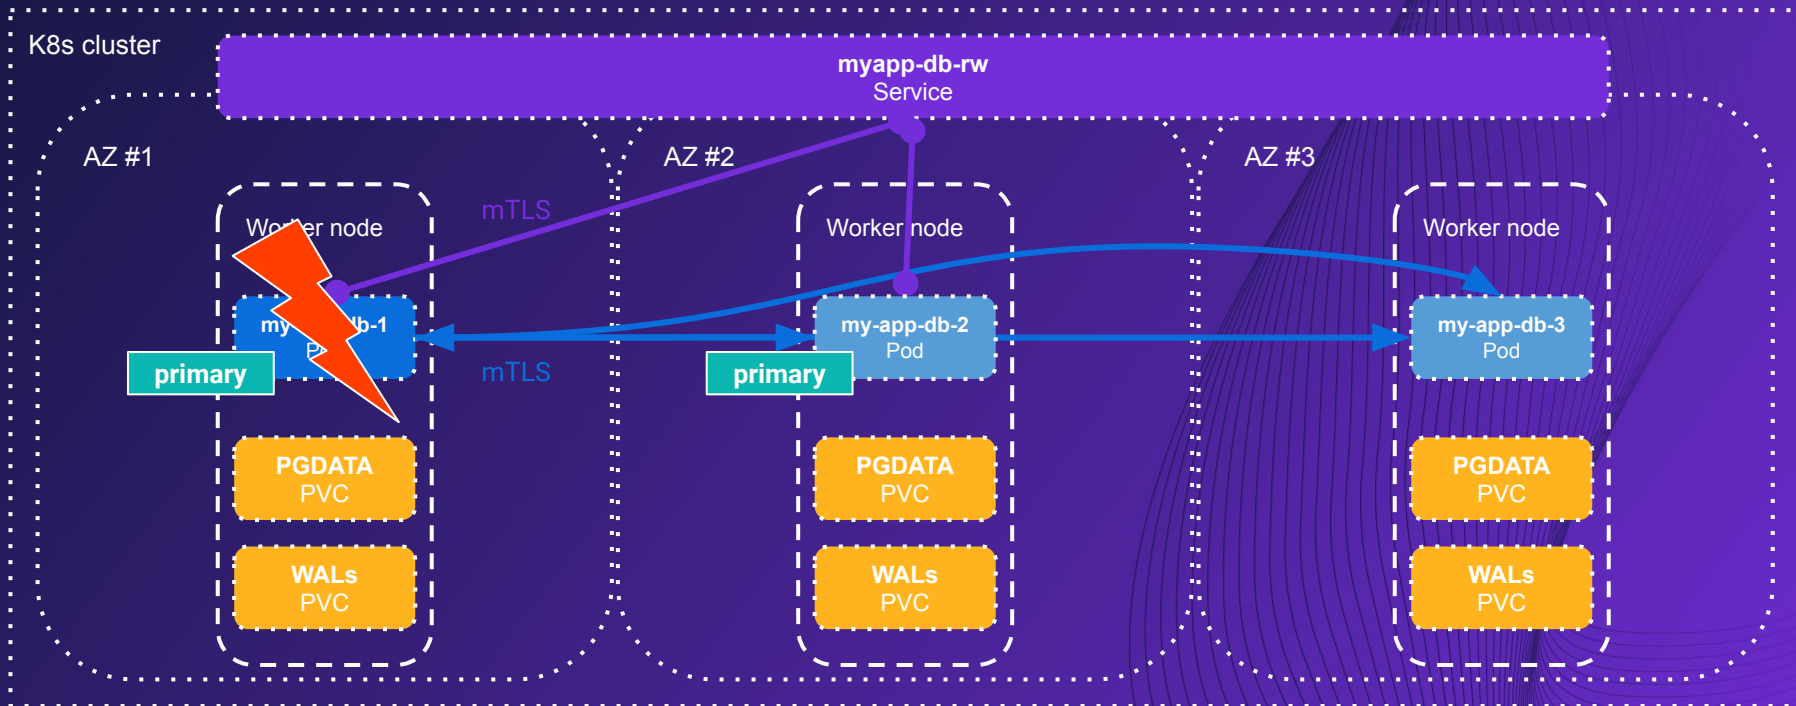 K8s cluster
myapp-db-rw
Service
AZ #1
AZ #2
AZ #3
mTLS
Worker node
Worker node
Worker node
my-app-db-2
Pod
my-app-db-3
Pod
primary
mTLS
primary
PGDATA
PVC
PGDATA
PVC
PGDATA
PVC
WALs
PVC
WALs
PVC
WALs
PVC